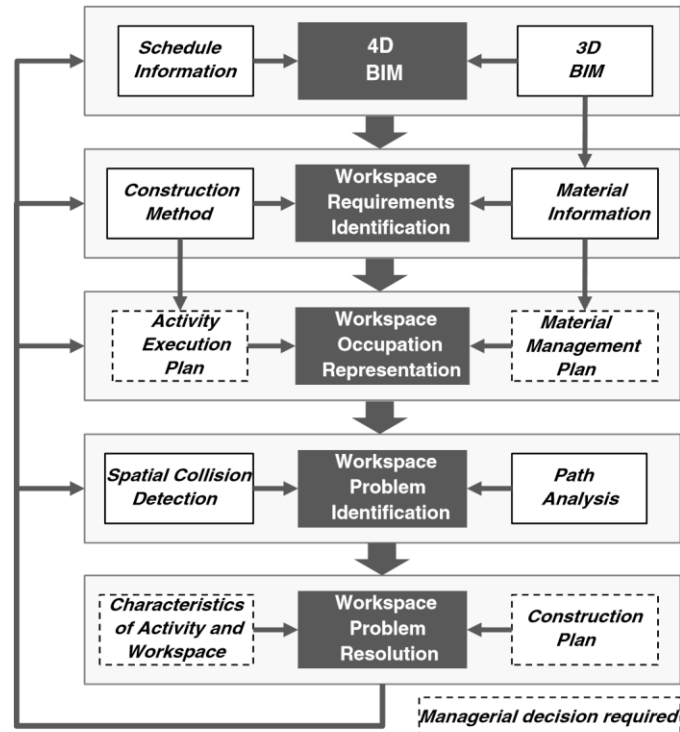 Schedule
Information
4D
BIM
3D
BIM
Construction
Method
Workspace
Requirements
Identification
Material
Information
Activity
Execution
Plan
Workspace
Occupation
Representation
Material
Management
Plan
Spatial Collision
Detection
Workspace
Problem
Identification
Path
Analysis
Characteristics
of Activity and
Workspace
Workspace
Problem
Resolution
Construction
Plan
Managerial decision required